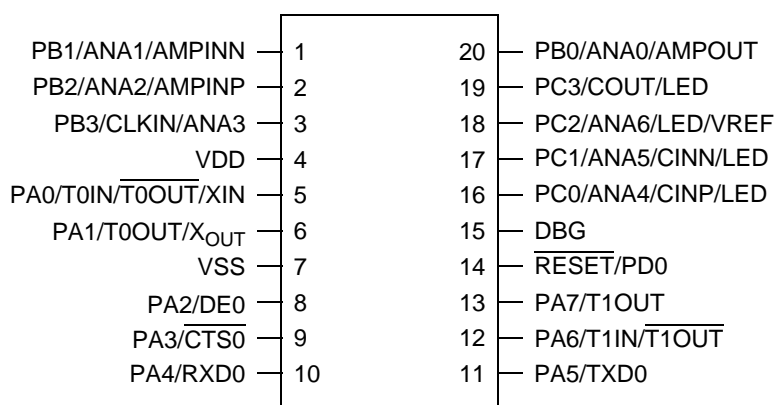 PB1/ANA1/AMPINN 1 20 PB0/ANA0/AMPOUT
PB2/ANA2/AMPINP 2 19 PC3/COUT/LED
PB3/CLKIN/ANA3 3 18 PC2/ANA6/LED/VREF
VDD 4 17 PC1/ANA5/CINN/LED
PA0/T0IN/T0OUT/XIN 5 16 PC0/ANA4/CINP/LED
PA1/T0OUT/XOUT 6 15 DBG
VSS 7 14 RESET/PD0
PA2/DE0 8 13 PA7/T1OUT
PA3/CTS0 9 12 PA6/T1IN/T1OUT
PA4/RXD0 10 11 PA5/TXD0